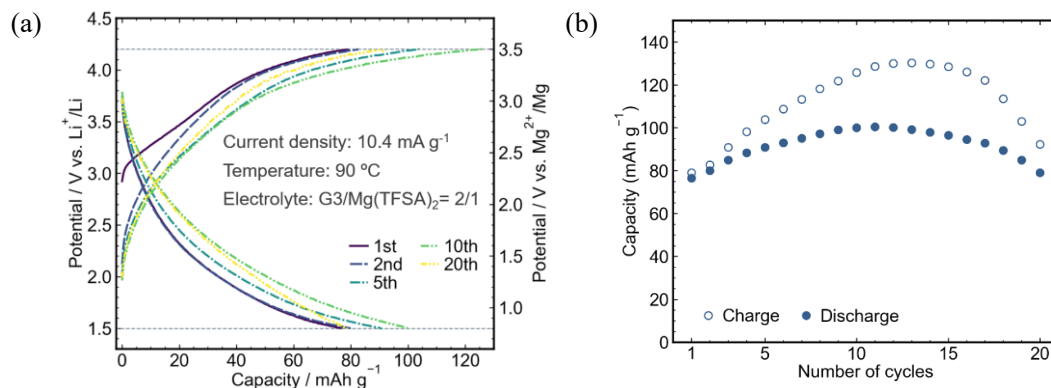 (a)
4.5
4.0
3.5
3.0
2.5
2.0
1.5
Potential / V vs. Li⁺/Li
0
20
40
60
80
100
120
Capacity / mAh g⁻¹
3.5
3.0
2.5
2.0
1.5
1.0
Potential / V vs. Mg²⁺/Mg
Current density: 10.4 mA g⁻¹
Temperature: 90 ºC
Electrolyte: G3/Mg(TFSA)₂= 2/1
1st
10th
2nd
20th
5th
(b)
140
120
100
80
60
40
20
0
Capacity (mAh g⁻¹)
Charge
Discharge
1
5
10
15
20
Number of cycles